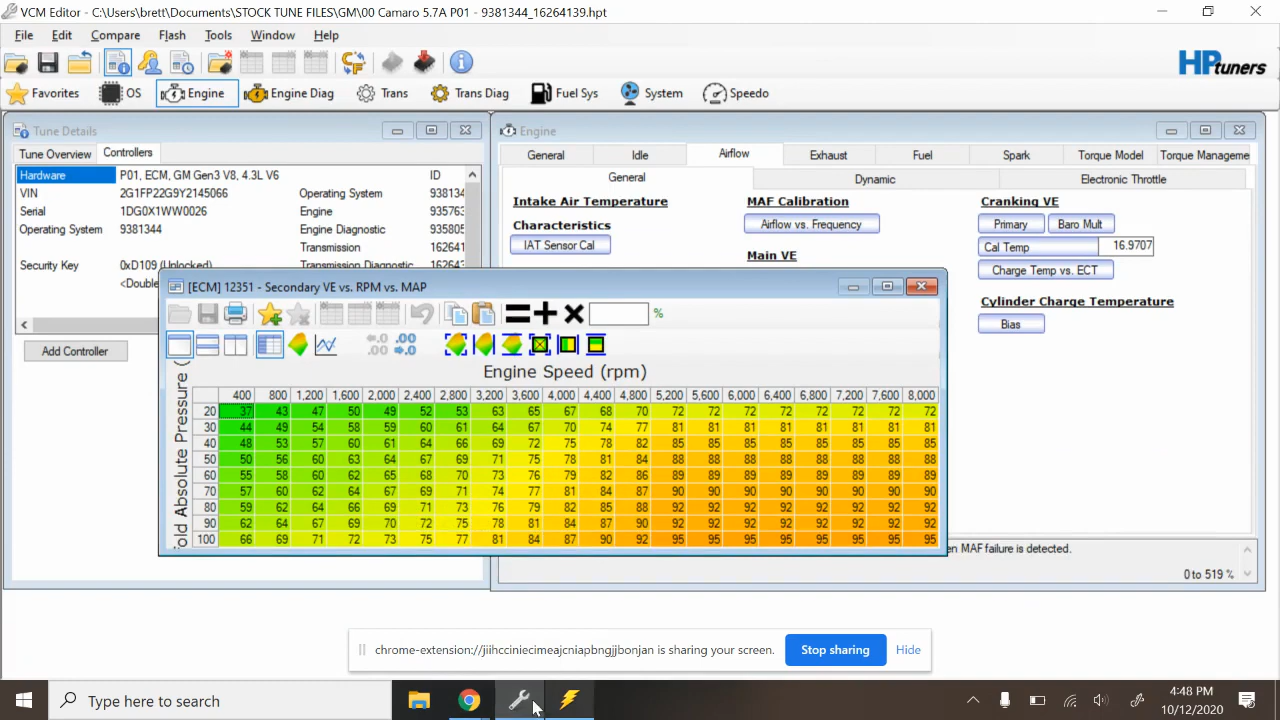 VCM Editor - C:\Users\brett\Documents\STOCK TUNE FILES\GM\00 Camaro 5.7A P01 - 9381344_16264139.hpt
File Edit Compare Flash Tools Window Help
HPtuners
Favorites OS Engine Engine Diag Trans Trans Diag Fuel Sys System Speedo
Tune Details
Tune Overview Controllers
Hardware P01, ECM, GM Gen3 V8, 4.3L V6 ID
VIN 2G1FP22G9Y2145066 Operating System 938134
Serial 1DG0X1WW0026 Engine 935763
Operating System 9381344 Engine Diagnostic 935805
Transmission 162641
Security Key 0xD109 (Unlocked) Transmission Diagnostic 162641
<Double
Add Controller
Engine
General Idle Airflow Exhaust Fuel Spark Torque Model Torque Manageme
General Dynamic Electronic Throttle
Intake Air Temperature MAF Calibration Cranking VE
Characteristics Airflow vs. Frequency Primary Baro Mult
IAT Sensor Cal Main VE Cal Temp 16.9707
Charge Temp vs. ECT
Cylinder Charge Temperature
Bias
en MAF failure is detected.
0 to 519 %
[ECM] 12351 - Secondary VE vs. RPM vs. MAP
%
.0 .00
.00 .0
Engine Speed (rpm)
fold Absolute Pressure (
400 800 1,200 1,600 2,000 2,400 2,800 3,200 3,600 4,000 4,400 4,800 5,200 5,600 6,000 6,400 6,800 7,200 7,600 8,000
20 37 43 47 50 49 52 53 63 65 67 68 70 72 72 72 72 72 72 72 72
30 44 49 54 58 59 60 61 64 67 70 74 77 81 81 81 81 81 81 81 81
40 48 53 57 60 61 64 66 69 72 75 78 82 85 85 85 85 85 85 85 85
50 50 56 60 63 64 67 69 71 75 78 81 84 88 88 88 88 88 88 88 88
60 55 58 60 62 65 68 70 73 76 79 82 86 89 89 89 89 89 89 89 89
70 57 60 62 64 67 69 71 74 77 81 84 87 90 90 90 90 90 90 90 90
80 59 62 64 66 69 71 73 76 79 82 85 88 92 92 92 92 92 92 92 92
90 62 64 67 69 70 72 75 78 81 84 87 90 92 92 92 92 92 92 92 92
100 66 69 71 72 73 75 77 81 84 87 90 92 95 95 95 95 95 95 95 95
chrome-extension://jiihcciniecimeajcniapbngjjbonjan is sharing your screen. Stop sharing Hide
Type here to search
4:48 PM
10/12/2020